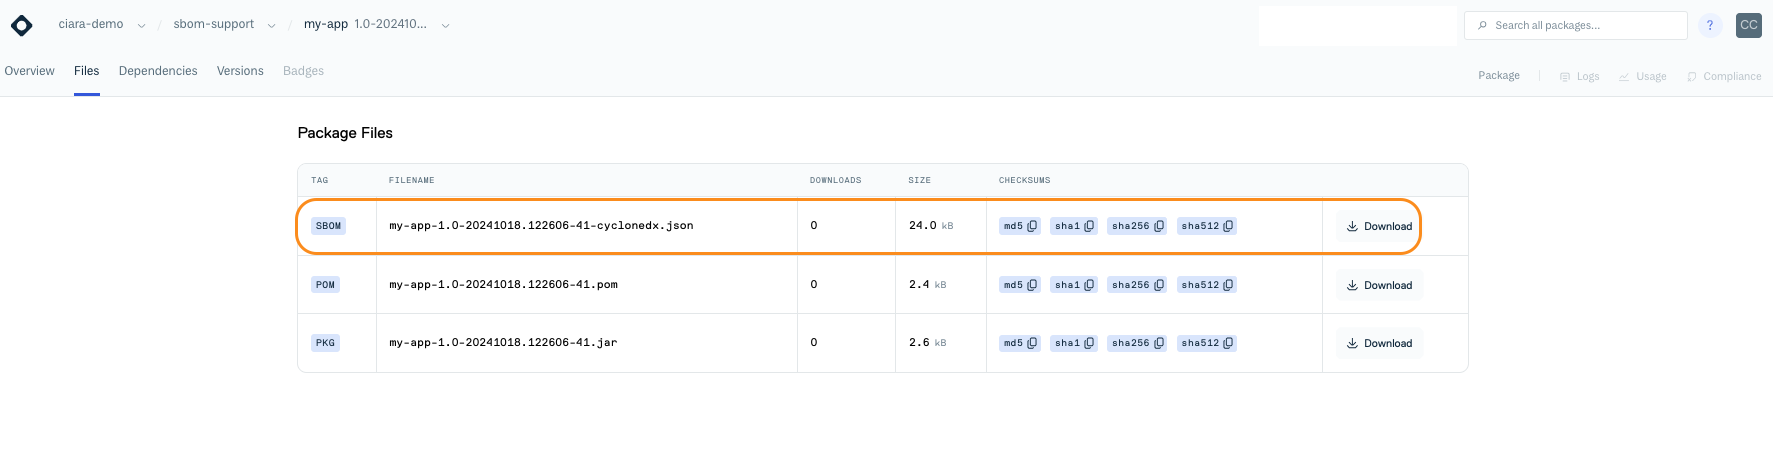 ciara-demo / sbom-support / my-app 1.0-202410...
Search all packages...
?
CC
Overview Files Dependencies Versions Badges
Package Logs Usage Compliance
Package Files
TAG FILENAME DOWNLOADS SIZE CHECKSUMS
SBOM my-app-1.0-20241018.122606-41-cyclonedx.json 0 24.0 kB md5 sha1 sha256 sha512 Download
POM my-app-1.0-20241018.122606-41.pom 0 2.4 kB md5 sha1 sha256 sha512 Download
PKG my-app-1.0-20241018.122606-41.jar 0 2.6 kB md5 sha1 sha256 sha512 Download